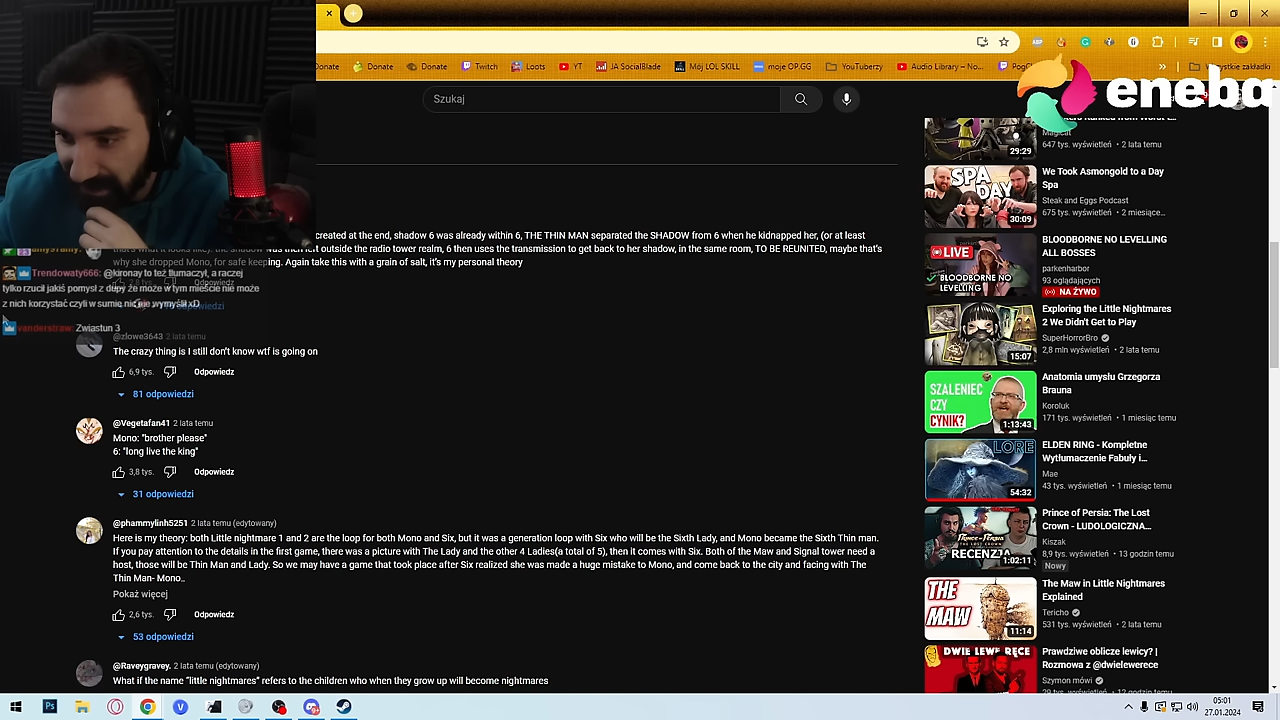 Donate
Donate
Donate
Twitch
Loots
YT
JA SocialBlade
Mój LOL SKILL
moje OP.GG
YouTuberzy
Audio Library – No...
»
Wszystkie zakładki
eneba
Szukaj
created at the end, shadow 6 was already within 6, THE THIN MAN separated the SHADOW from 6 when he kidnapped her, (or at least
outside the radio tower realm, 6 then uses the transmission to get back to her shadow, in the same room, TO BE REUNITED, maybe that's
why she dropped Mono, for safe keeping. Again take this with a grain of salt, it's my personal theory
Trendowaty666: @kironay to też tłumaczył, a raczej
tylko rzucił jakiś pomysł z dupy że może w tym mieście nie może
Odpowiedz
vanderstraw: Zwiastun 3
@zlowe3643 2 lata temu
The crazy thing is I still don't know wtf is going on
6,9 tys.
Odpowiedz
81 odpowiedzi
@Vegetafan41 2 lata temu
Mono: "brother please"
6: "long live the king"
3,8 tys.
Odpowiedz
31 odpowiedzi
@phammylinh5251 2 lata temu (edytowany)
Here is my theory: both Little nightmare 1 and 2 are the loop for both Mono and Six, but it was a generation loop with Six who will be the Sixth Lady, and Mono became the Sixth Thin man.
If you pay attention to the details in the first game, there was a picture with The Lady and the other 4 Ladies(a total of 5), then it comes with Six. Both of the Maw and Signal tower need a
host, those will be Thin Man and Lady. So we may have a game that took place after Six realized she was made a huge mistake to Mono, and come back to the city and facing with The
Thin Man- Mono..
Pokaż więcej
2,6 tys.
Odpowiedz
53 odpowiedzi
@Raveygravey. 2 lata temu (edytowany)
What if the name "little nightmares" refers to the children who when they grow up will become nightmares
29:29
Magicat
647 tys. wyświetleń • 2 lata temu
SPA DAY
30:09
We Took Asmongold to a Day
Spa
Steak and Eggs Podcast
675 tys. wyświetleń • 2 miesiące...
LIVE
BLOODBORNE NO
LEVELLING
BLOODBORNE NO LEVELLING
ALL BOSSES
parkenharbor
93 oglądających
NA ŻYWO
15:07
Exploring the Little Nightmares
2 We Didn't Get to Play
SuperHorrorBro
2,8 mln wyświetleń • 2 lata temu
SZALENIEC
CZY
CYNIK?
1:13:43
Anatomia umysłu Grzegorza
Brauna
Koroluk
171 tys. wyświetleń • 1 miesiąc temu
LORE
54:32
ELDEN RING - Kompletne
Wytłumaczenie Fabuły i...
Mae
43 tys. wyświetleń • 1 miesiąc temu
RECENZJA
1:02:11
Prince of Persia: The Lost
Crown - LUDOLOGICZNA...
Kiszak
8,9 tys. wyświetleń • 13 godzin temu
Nowy
THE
MAW
11:14
The Maw in Little Nightmares
Explained
Tericho
531 tys. wyświetleń • 2 lata temu
DWIE LEWE RĘCE
Prawdziwe oblicze lewicy? |
Rozmowa z @dwielewerece
Szymon mówi
05:01
27.01.2024